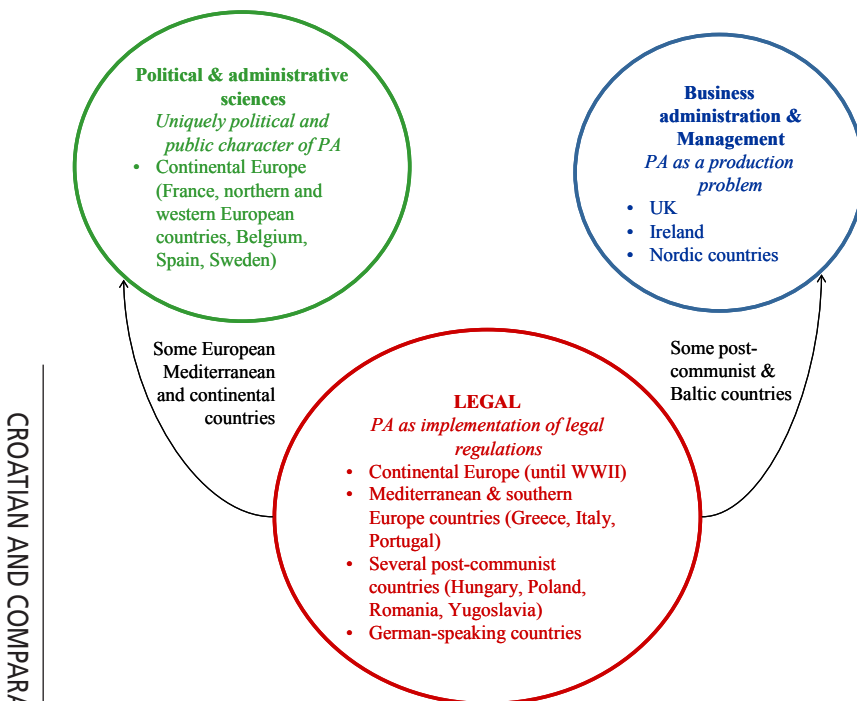 Political & administrative
sciences
Uniquely political and
public character of PA
• Continental Europe
(France, northern and
western European
countries, Belgium,
Spain, Sweden)
Business
administration &
Management
PA as a production
problem
• UK
• Ireland
• Nordic countries
Some European
Mediterranean
and continental
countries
Some post-
communist &
Baltic countries
LEGAL
PA as implementation of legal
regulations
• Continental Europe (until WWII)
• Mediterranean & southern
Europe countries (Greece, Italy,
Portugal)
• Several post-communist
countries (Hungary, Poland,
Romania, Yugoslavia)
• German-speaking countries
CROATIAN AND COMPARA